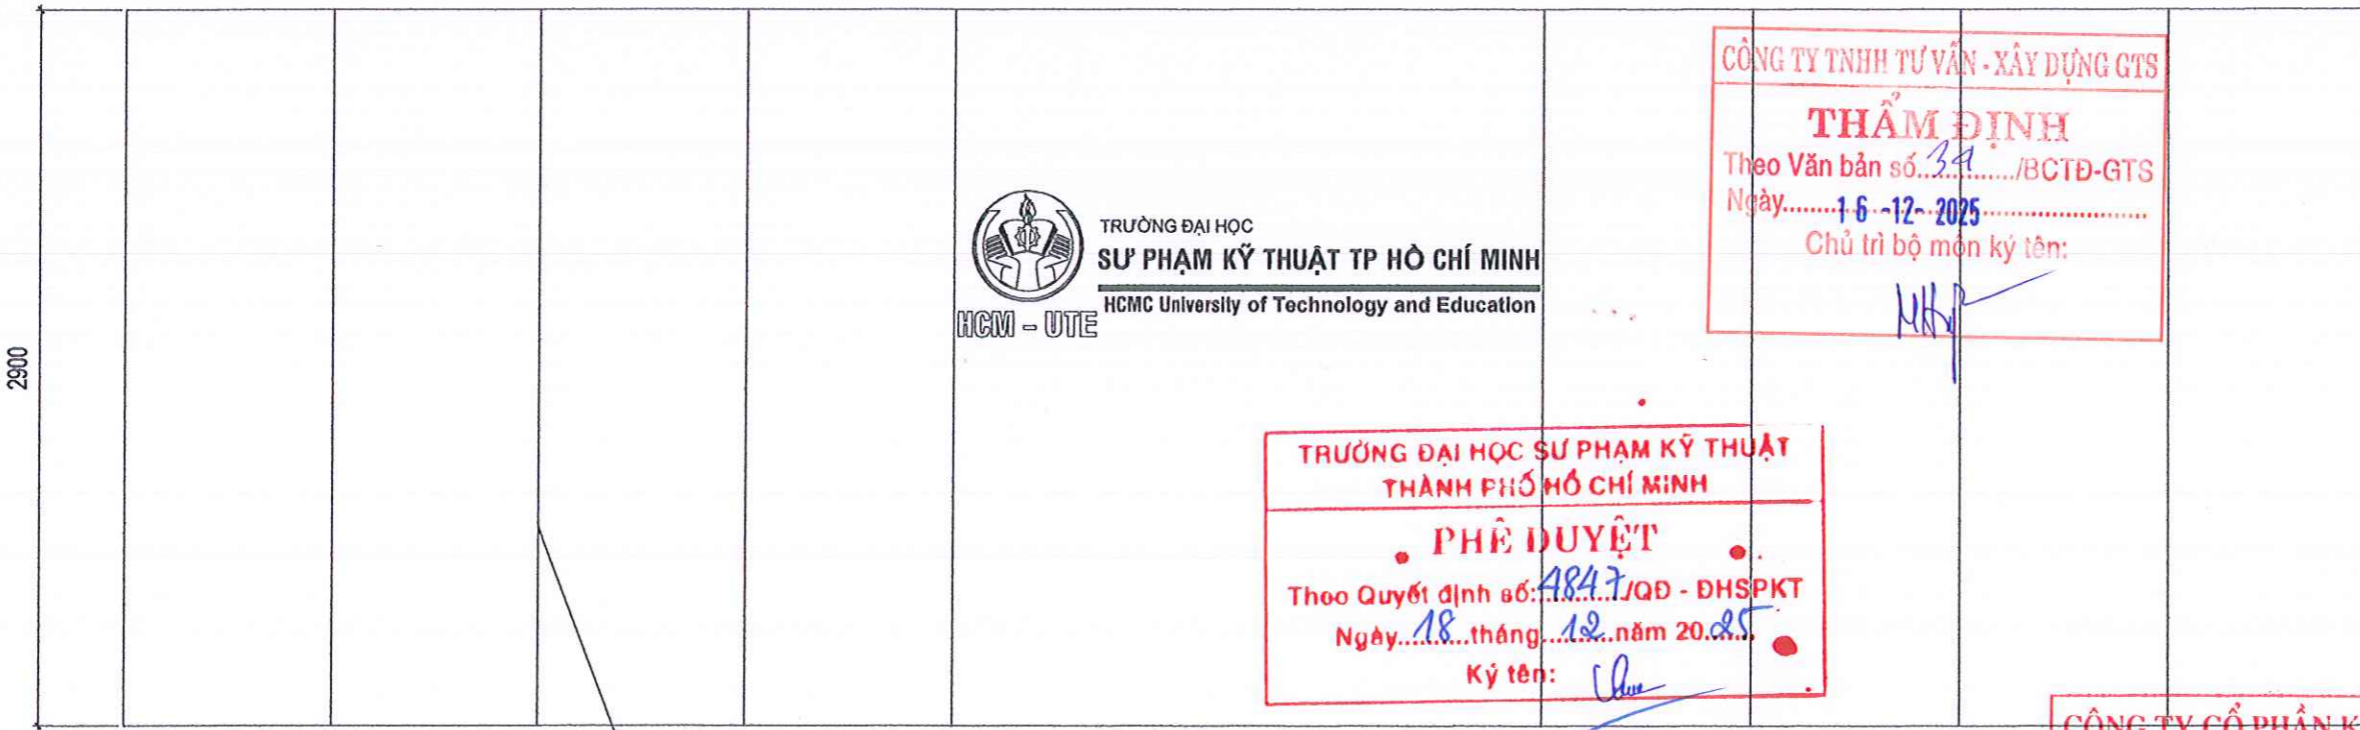 CÔNG TY TNHH TƯ VẤN - XÂY DỰNG GTS
THẨM ĐỊNH
Theo Văn bản số.............../BCTĐ-GTS
Ngày.........16 -12- 2025...........................
Chủ trì bộ môn ký tên:
TRƯỜNG ĐẠI HỌC
SƯ PHẠM KỸ THUẬT TP HỒ CHÍ MINH
HCMC University of Technology and Education
HCM - UTE
2900
TRƯỜNG ĐẠI HỌC SƯ PHẠM KỸ THUẬT
THÀNH PHỐ HỒ CHÍ MINH
PHÊ DUYỆT
Theo Quyết định số:4847/QĐ - ĐHSPKT
Ngày..18..tháng..12..năm 20.25..
Ký tên:
CÔNG TY CỔ PHẦN K